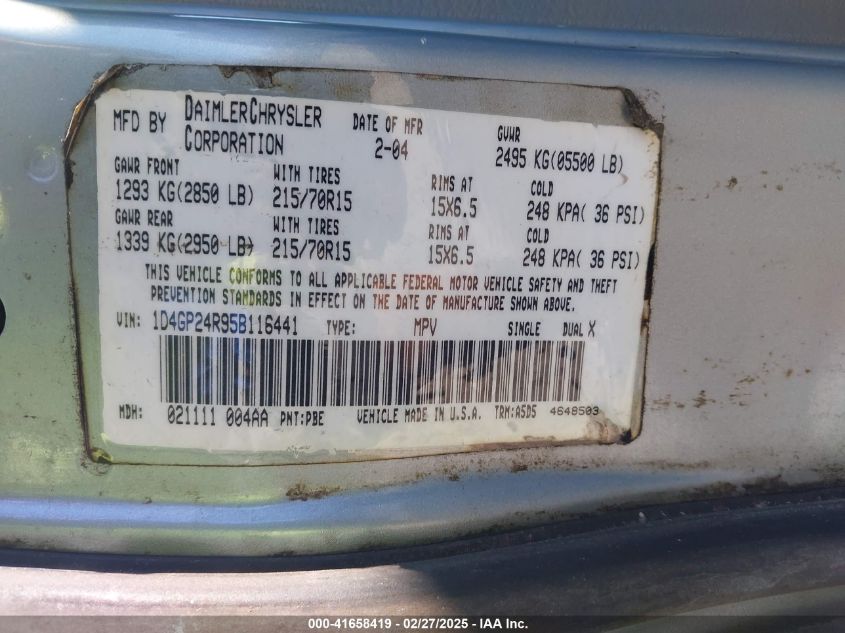 MFD BY DAIMLERCHRYSLER CORPORATION DATE OF MFR 2-04 GVWR 2495 KG(05500 LB)
GAWR FRONT WITH TIRES RIMS AT COLD
1293 KG(2850 LB) 215/70R15 15X6.5 248 KPA( 36 PSI)
GAWR REAR WITH TIRES RIMS AT COLD
1339 KG(2950 LB) 215/70R15 15X6.5 248 KPA( 36 PSI)
THIS VEHICLE CONFORMS TO ALL APPLICABLE FEDERAL MOTOR VEHICLE SAFETY AND THEFT
PREVENTION STANDARDS IN EFFECT ON THE DATE OF MANUFACTURE SHOWN ABOVE.
VIN: 1D4GP24R95B116441 TYPE: MPV SINGLE DUAL X
MDH: 021111 004AA PNT:PBE VEHICLE MADE IN U.S.A. TRM:A5D5 4648503
000-41658419 - 02/27/2025 - IAA Inc.